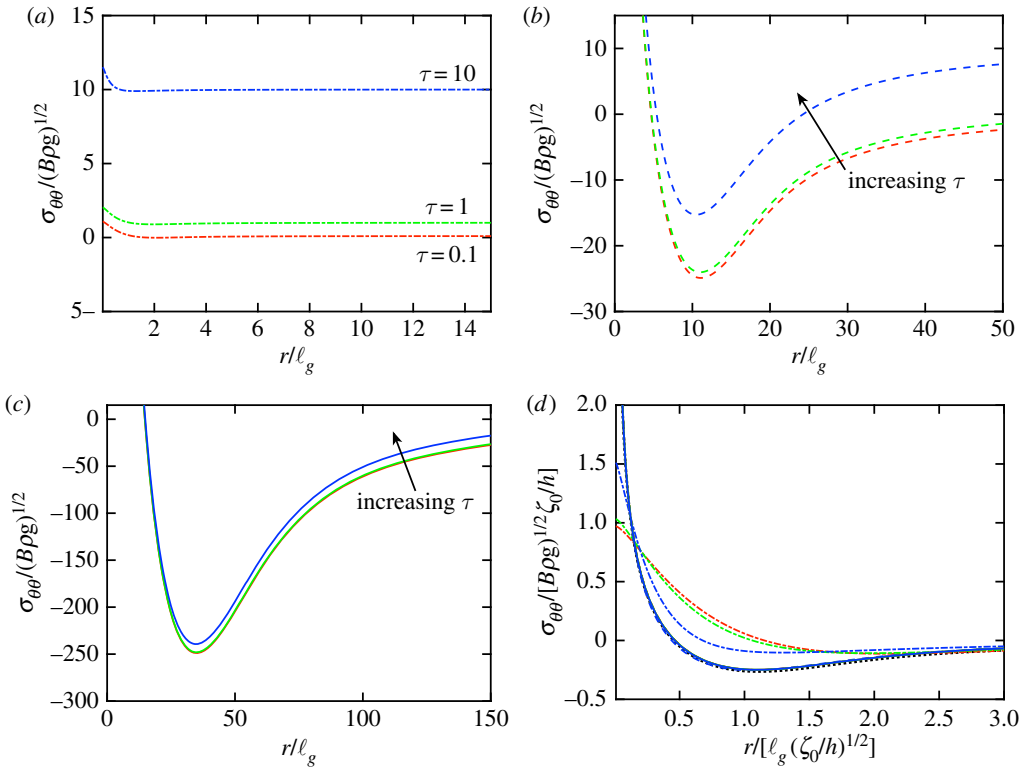 (a)
15
10
5
0
5–
σθθ/(Bρg)^1/2
τ = 10
τ = 1
τ = 0.1
2 4 6 8 10 12 14
r/ℓg
(b)
10
0
–10
–20
–30
σθθ/(Bρg)^1/2
increasing τ
0 10 20 30 40 50
r/ℓg
(c)
0
–50
–100
–150
–200
–250
–300
σθθ/(Bρg)^1/2
increasing τ
0 50 100 150
r/ℓg
(d)
2.0
1.5
1.0
0.5
0
–0.5
σθθ/[Bρg)^1/2 ζ0/h]
0.5 1.0 1.5 2.0 2.5 3.0
r/[ℓg (ζ0/h)^1/2]